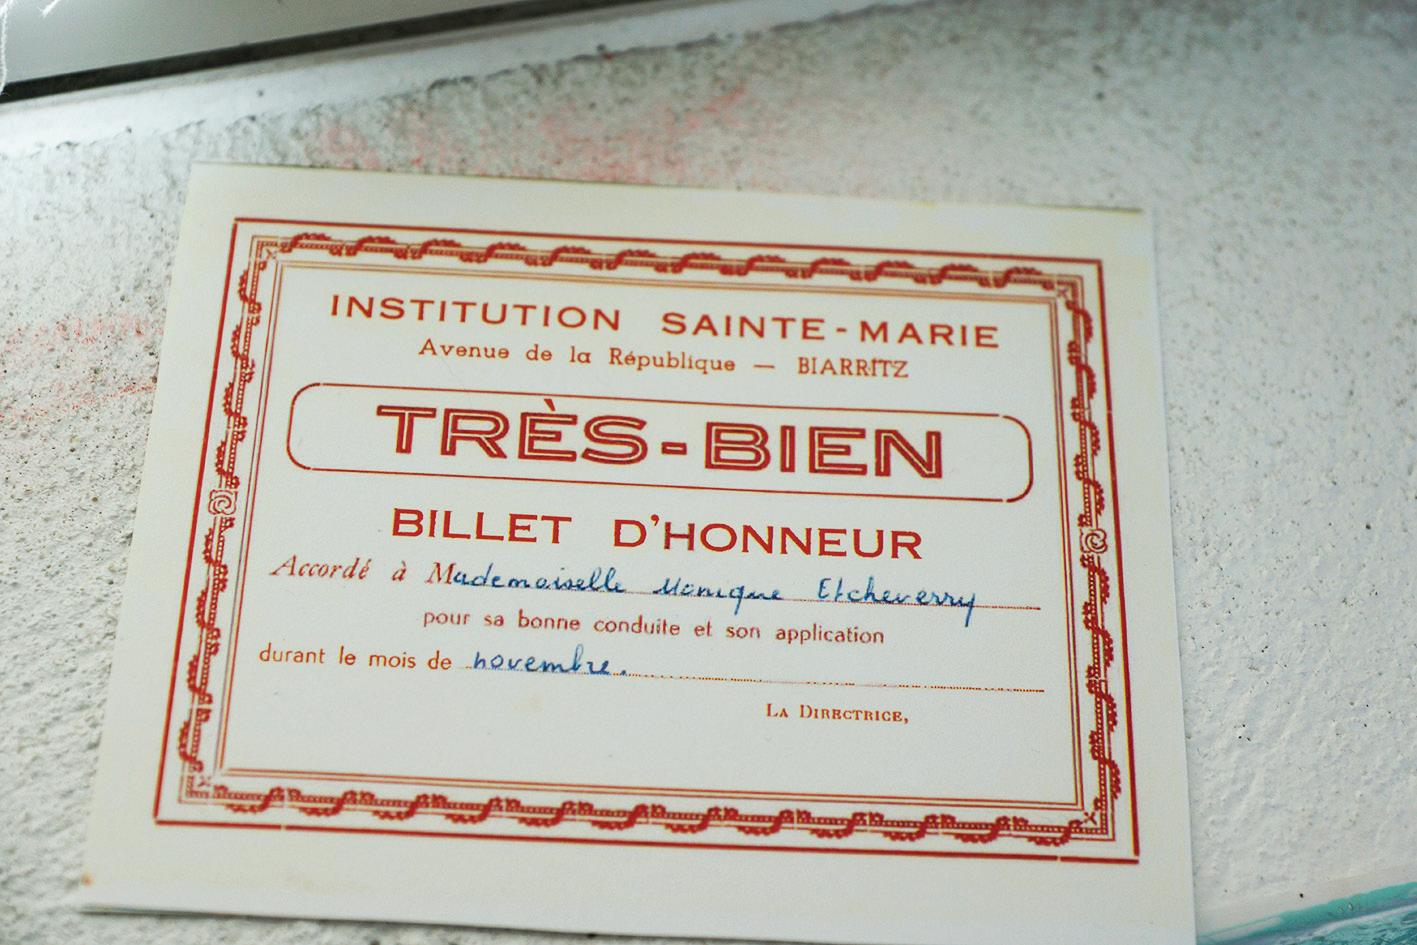 INSTITUTION SAINTE-MARIE
Avenue de la République — BIARRITZ
TRÈS-BIEN
BILLET D'HONNEUR
Accordé à Mademoiselle Monique Etcheverry
pour sa bonne conduite et son application
durant le mois de novembre.
LA DIRECTRICE,